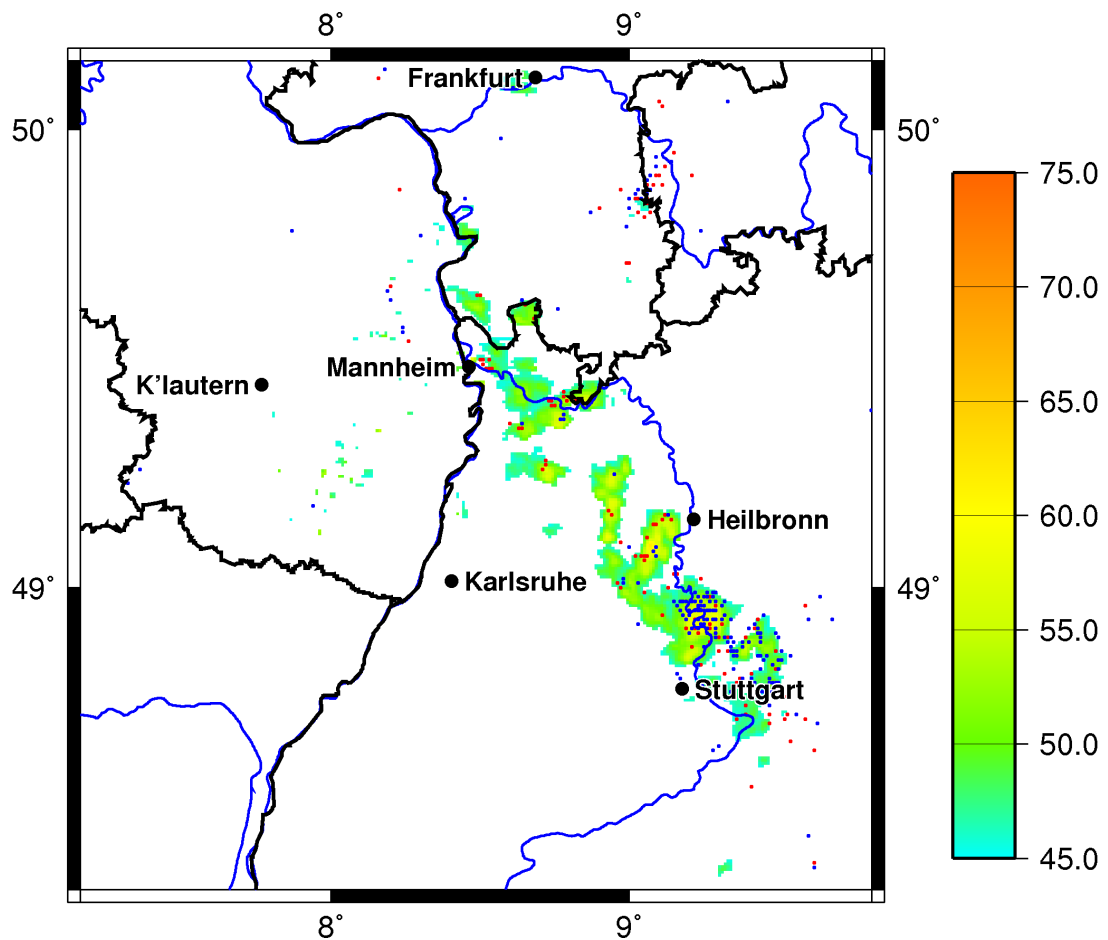 8° 9°
Frankfurt
50° 50°
75.0
70.0
Mannheim
K'lautern
65.0
60.0
Heilbronn
Karlsruhe
49° 49°
55.0
Stuttgart
50.0
45.0
8° 9°